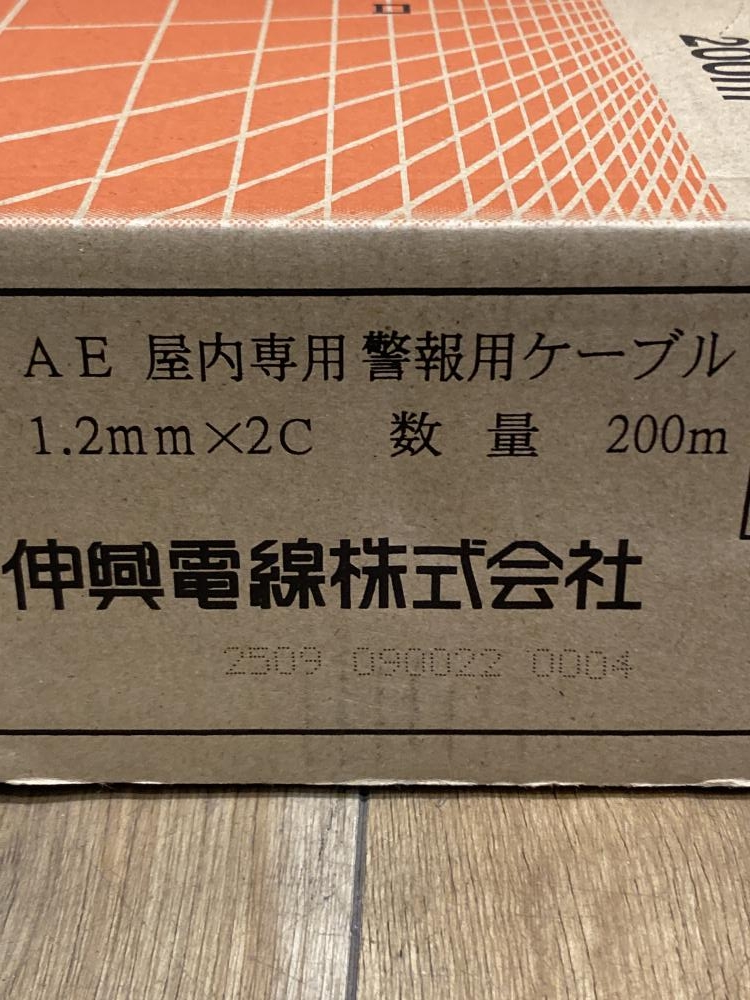 200m
AE 屋内専用 警報用ケーブル
1.2mm×2C 数量 200m
伸興電線株式会社
2509 090022 0004